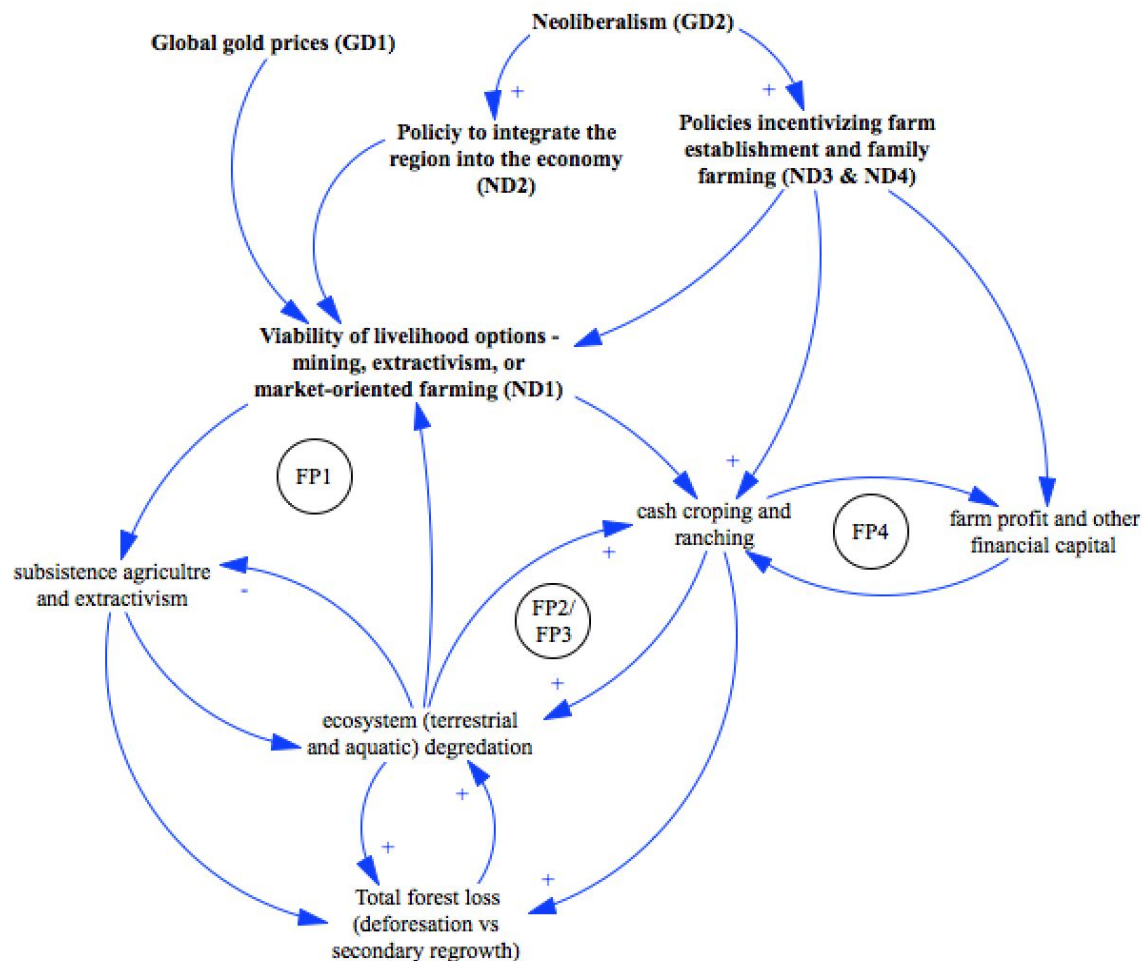 Neoliberalism (GD2)
Global gold prices (GD1)
+
+
Policiy to integrate the
region into the economy
(ND2)
Policies incentivizing farm
establishment and family
farming (ND3 & ND4)
Viability of livelihood options -
mining, extractivism, or
market-oriented farming (ND1)
FP1
+
cash croping and
ranching
FP4
farm profit and other
financial capital
subsistence agricultre
and extractivism
-
+
FP2/
FP3
+
ecosystem (terrestrial
and aquatic) degredation
+
+
+
Total forest loss
(deforesation vs
secondary regrowth)